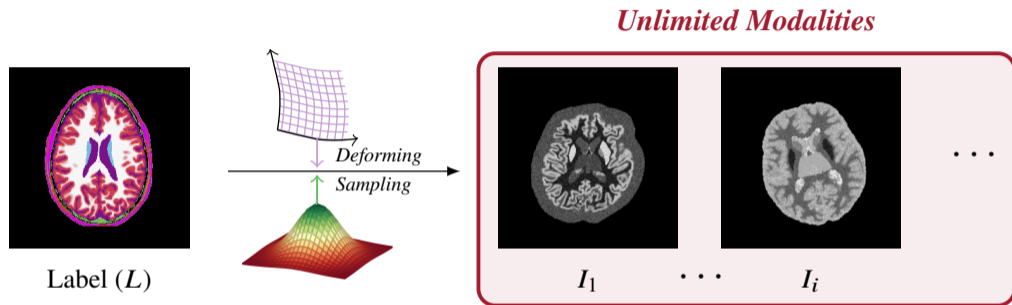 Unlimited Modalities
Deforming
Sampling
. . .
Label (L)
I₁
. . .
Iᵢ